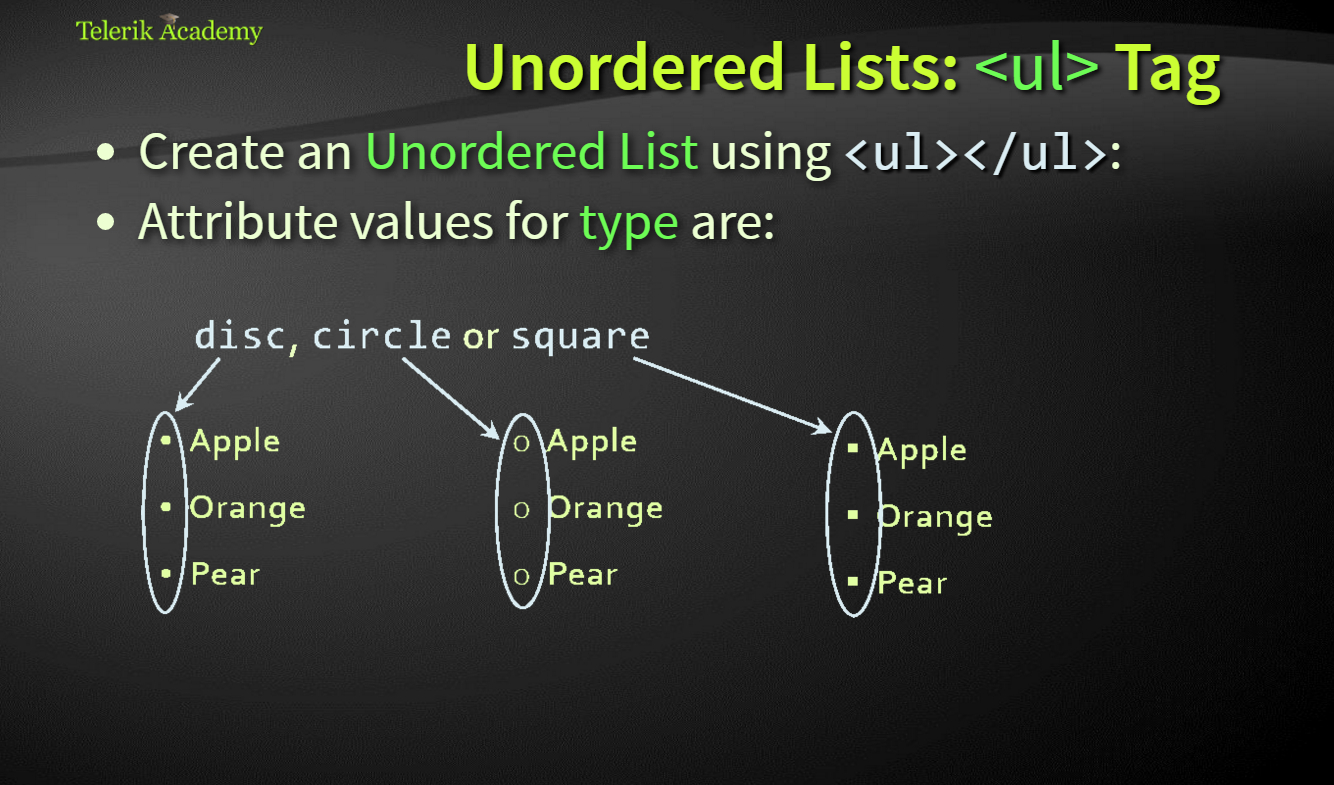 Telerik Academy
Unordered Lists: <ul> Tag
• Create an Unordered List using <ul></ul>:
• Attribute values for type are:
disc, circle or square
• Apple
• Orange
• Pear
o Apple
o Orange
o Pear
▪ Apple
▪ Orange
▪ Pear